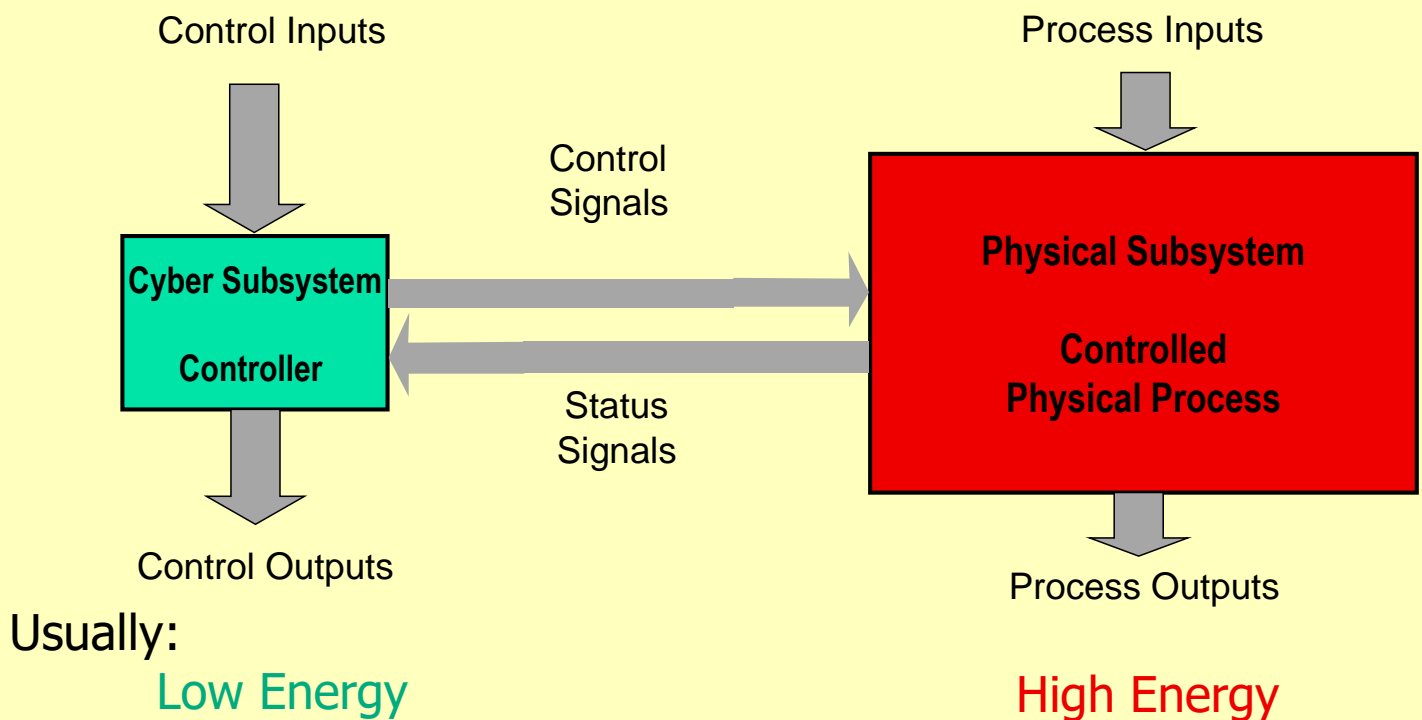 Control Inputs
Process Inputs
Control
Signals
Cyber Subsystem
Controller
Physical Subsystem
Controlled
Physical Process
Status
Signals
Control Outputs
Process Outputs
Usually:
Low Energy
High Energy